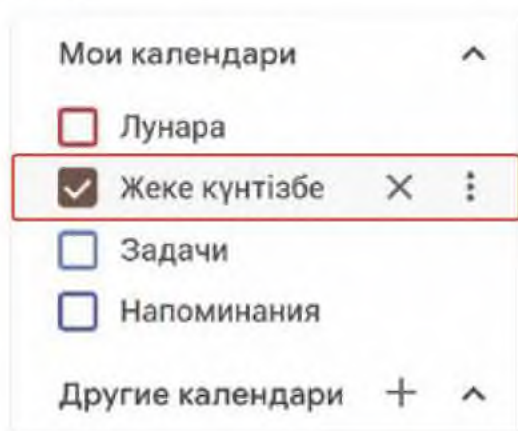 Мои календари
Лунара
Жеке күнтізбе
Задачи
Напоминания
Другие календари